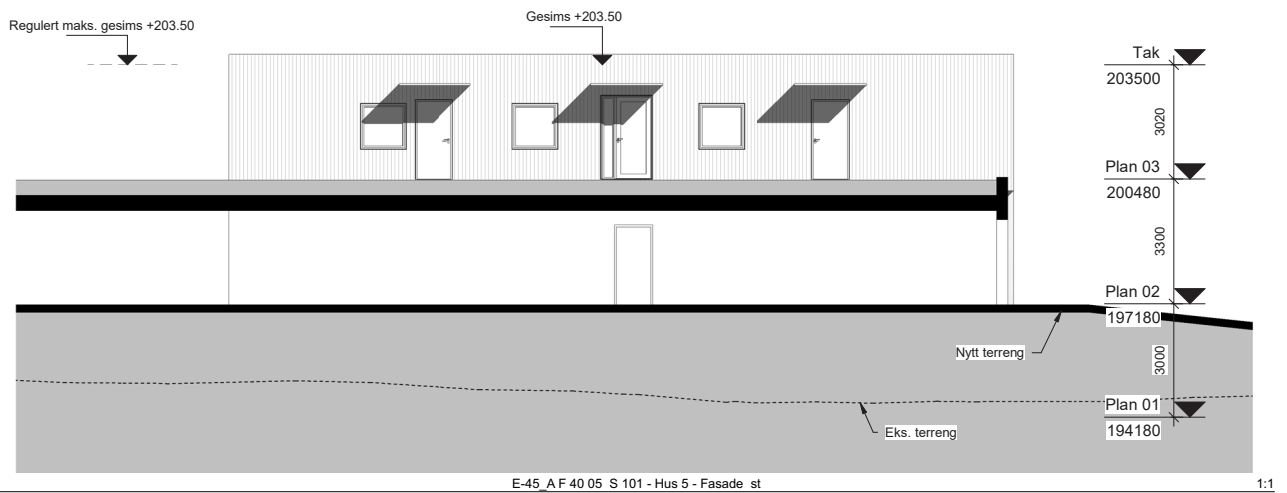 Gesims +203.50
Regulert maks. gesims +203.50
Tak
203500
3020
Plan 03
200480
3300
Plan 02
197180
Nytt terreng
3000
Plan 01
194180
Eks. terreng
E-45_A F 40 05 S 101 - Hus 5 - Fasade st
1:1